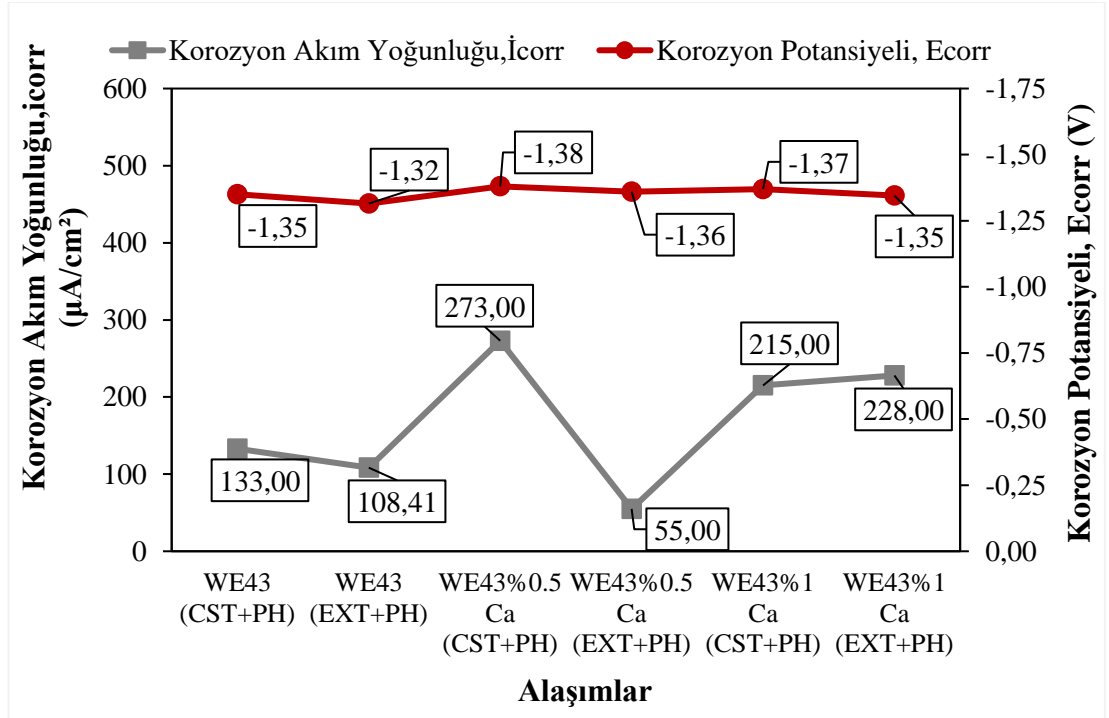 Korozyon Akım Yoğunluğu,İcorr
Korozyon Potansiyeli, Ecorr
Korozyon Akım Yoğunluğu,icorr
(µA/cm²)
600
500
400
300
200
100
0
-1,35
-1,32
-1,38
-1,36
-1,37
-1,35
133,00
108,41
273,00
55,00
215,00
228,00
-1,75
-1,50
-1,25
-1,00
-0,75
-0,50
-0,25
0,00
Korozyon Potansiyeli, Ecorr (V)
WE43
(CST+PH)
WE43
(EXT+PH)
WE43%0.5
Ca
(CST+PH)
WE43%0.5
Ca
(EXT+PH)
WE43%1
Ca
(CST+PH)
WE43%1
Ca
(EXT+PH)
Alaşımlar